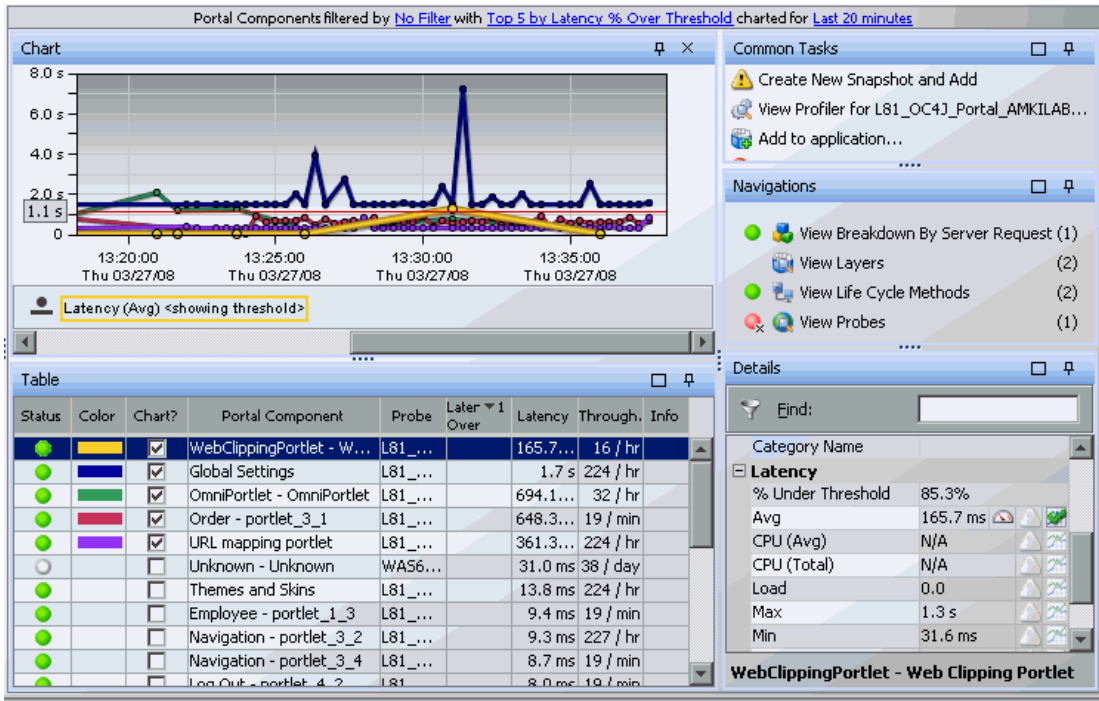 Portal Components filtered by No Filter with Top 5 by Latency % Over Threshold charted for Last 20 minutes
Chart
8.0 s
6.0 s
4.0 s
2.0 s
1.1 s
0
13:20:00 13:25:00 13:30:00 13:35:00
Thu 03/27/08 Thu 03/27/08 Thu 03/27/08 Thu 03/27/08
Latency (Avg) <showing threshold>
Common Tasks
Create New Snapshot and Add
View Profiler for L81_OC4J_Portal_AMKILAB...
Add to application...
Navigations
View Breakdown By Server Request (1)
View Layers (2)
View Life Cycle Methods (2)
View Probes (1)
Table
Status Color Chart? Portal Component Probe Later 1 Over Latency Through. Info
WebClippingPortlet - W... L81_... 165.7... 16 / hr
Global Settings L81_... 1.7 s 224 / hr
OmniPortlet - OmniPortlet L81_... 694.1... 32 / hr
Order - portlet_3_1 L81_... 648.3... 19 / min
URL mapping portlet L81_... 361.3... 224 / hr
Unknown - Unknown WAS6... 31.0 ms 38 / day
Themes and Skins L81_... 13.8 ms 224 / hr
Employee - portlet_1_3 L81_... 9.4 ms 19 / min
Navigation - portlet_3_2 L81_... 9.3 ms 227 / hr
Navigation - portlet_3_4 L81_... 8.7 ms 19 / min
Log Out - portlet_4_2 L81 8.0 ms 19 / min
Details
Find:
Category Name
Latency
% Under Threshold 85.3%
Avg 165.7 ms
CPU (Avg) N/A
CPU (Total) N/A
Load 0.0
Max 1.3 s
Min 31.6 ms
WebClippingPortlet - Web Clipping Portlet